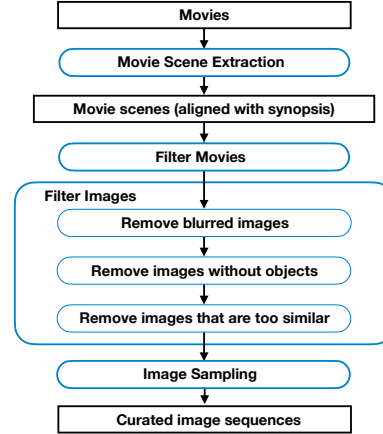 Movies
Movie Scene Extraction
Movie scenes (aligned with synopsis)
Filter Movies
Filter Images
Remove blurred images
Remove images without objects
Remove images that are too similar
Image Sampling
Curated image sequences